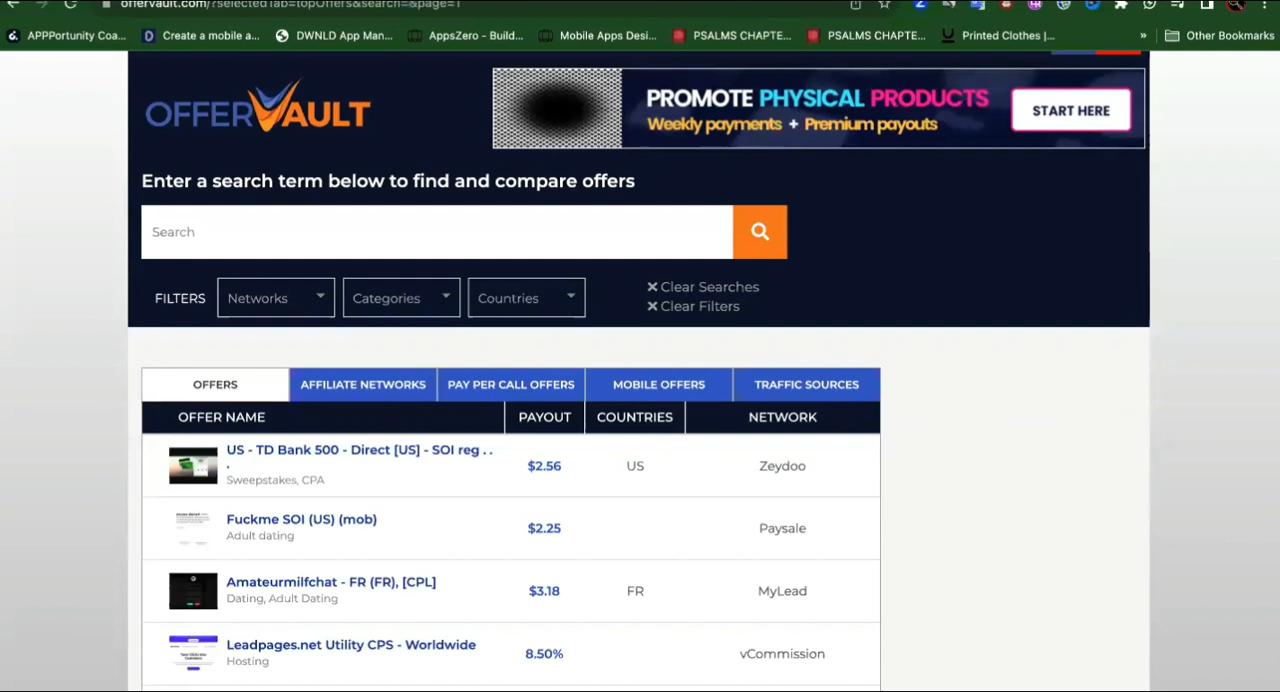 offervault.com/?selectedTab=topOffers&search=&page=1
APPPortunity Coa...
Create a mobile a...
DWNLD App Man...
AppsZero - Build...
Mobile Apps Desi...
PSALMS CHAPTE...
PSALMS CHAPTE...
Printed Clothes |...
»
Other Bookmarks
OFFERVAULT
PROMOTE PHYSICAL PRODUCTS
Weekly payments + Premium payouts
START HERE
Enter a search term below to find and compare offers
Search
FILTERS
Networks
Categories
Countries
Clear Searches
Clear Filters
OFFERS
AFFILIATE NETWORKS
PAY PER CALL OFFERS
MOBILE OFFERS
TRAFFIC SOURCES
OFFER NAME
PAYOUT
COUNTRIES
NETWORK
US - TD Bank 500 - Direct [US] - SOI reg . .
.
Sweepstakes, CPA
$2.56
US
Zeydoo
Fuckme SOI (US) (mob)
Adult dating
$2.25
Paysale
Amateurmilfchat - FR (FR), [CPL]
Dating, Adult Dating
$3.18
FR
MyLead
Leadpages.net Utility CPS - Worldwide
Hosting
8.50%
vCommission